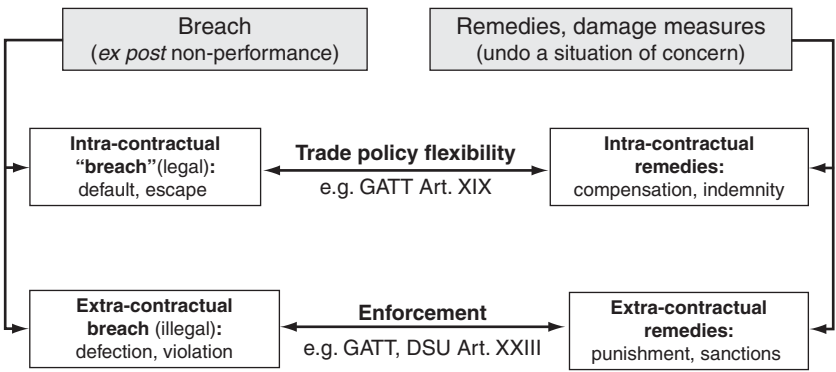 Breach
(ex post non-performance)
Remedies, damage measures
(undo a situation of concern)
Intra-contractual
“breach”(legal):
default, escape
Trade policy flexibility
e.g. GATT Art. XIX
Intra-contractual
remedies:
compensation, indemnity
Extra-contractual
breach (illegal):
defection, violation
Enforcement
e.g. GATT, DSU Art. XXIII
Extra-contractual
remedies:
punishment, sanctions